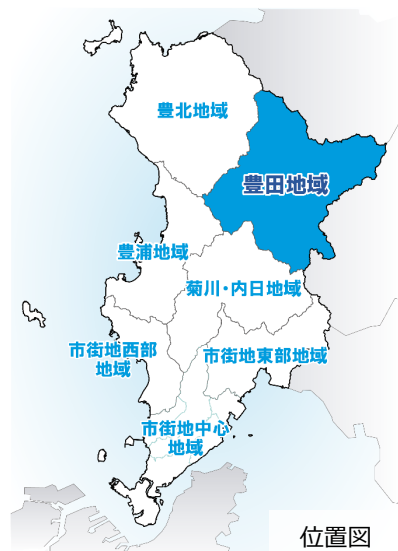 豊北地域
豊田地域
豊浦地域
菊川・内日地域
市街地西部
地域
市街地東部地域
市街地中心
地域
位置図